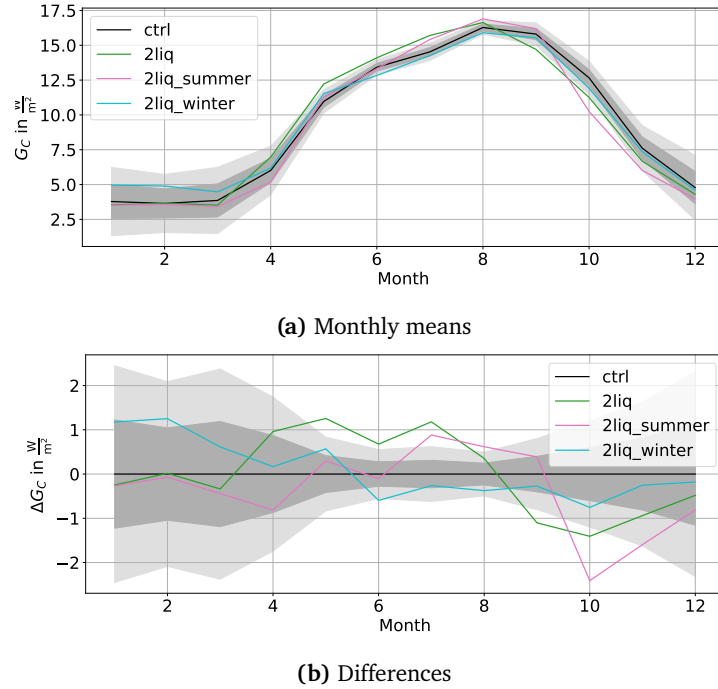 17.5
15.0
12.5
10.0
7.5
5.0
2.5
G_C in W/m²
ctrl
2liq
2liq_summer
2liq_winter
2 4 6 8 10 12
Month
(a) Monthly means
2
1
0
−1
−2
ΔG_C in W/m²
ctrl
2liq
2liq_summer
2liq_winter
2 4 6 8 10 12
Month
(b) Differences